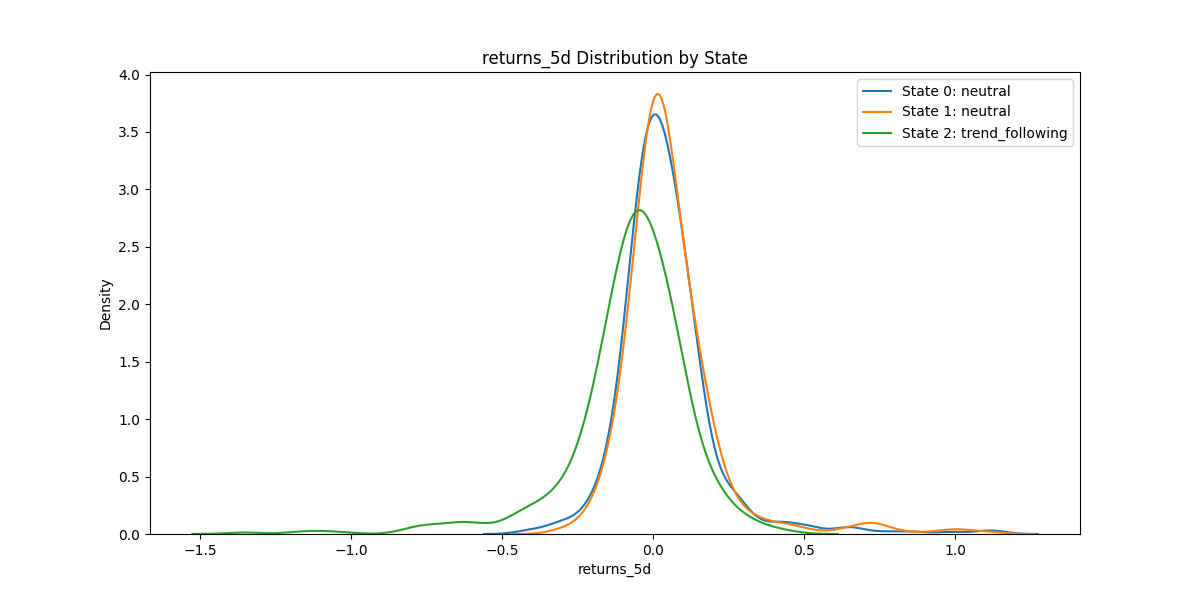 returns_5d Distribution by State
State 0: neutral
State 1: neutral
State 2: trend_following
Density
4.0
3.5
3.0
2.5
2.0
1.5
1.0
0.5
0.0
−1.5
−1.0
−0.5
0.0
0.5
1.0
returns_5d